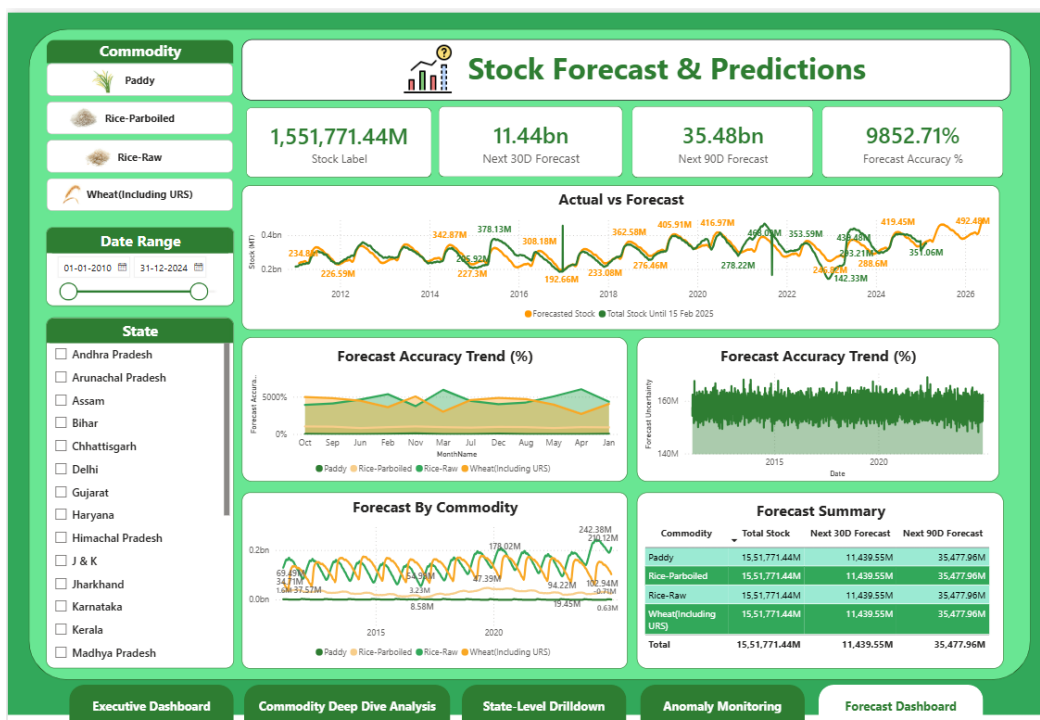 Commodity
Paddy
Rice-Parboiled
Rice-Raw
Wheat(Including URS)
Date Range
01-01-2010 31-12-2024
State
Andhra Pradesh
Arunachal Pradesh
Assam
Bihar
Chhattisgarh
Delhi
Gujarat
Haryana
Himachal Pradesh
J & K
Jharkhand
Karnataka
Kerala
Madhya Pradesh
?
Stock Forecast & Predictions
1,551,771.44M
Stock Label
11.44bn
Next 30D Forecast
35.48bn
Next 90D Forecast
9852.71%
Forecast Accuracy %
Actual vs Forecast
Stock (MT)
0.4bn
0.2bn
226.59M
342.87M
227.3M
378.13M
308.18M
192.66M
233.08M
362.58M
276.46M
405.91M
416.97M
278.22M
353.59M
142.33M
288.6M
419.45M
351.06M
2012 2014 2016 2018 2020 2022 2024 2026
Forecasted Stock Total Stock Until 15 Feb 2025
Forecast Accuracy Trend (%)
Forecast Accura...
5000%
0%
Oct Sep Jun Feb Nov Mar Jul Dec Aug May Apr Jan
MonthName
Paddy Rice-Parboiled Rice-Raw Wheat(Including URS)
Forecast Accuracy Trend (%)
Forecast Uncertainty
160M
140M
2015 2020
Date
Forecast By Commodity
0.2bn
0.0bn
69.49M
34.71M
1.6M 37.57M
3.23M
8.58M
178.02M
47.39M
94.22M
19.45M
242.38M
210.12M
102.94M
0.63M
2015 2020
Paddy Rice-Parboiled Rice-Raw Wheat(Including URS)
Forecast Summary
Commodity Total Stock Next 30D Forecast Next 90D Forecast
Paddy 15,51,771.44M 11,439.55M 35,477.96M
Rice-Parboiled 15,51,771.44M 11,439.55M 35,477.96M
Rice-Raw 15,51,771.44M 11,439.55M 35,477.96M
Wheat(Including 15,51,771.44M 11,439.55M 35,477.96M
URS)
Total 15,51,771.44M 11,439.55M 35,477.96M
Executive Dashboard Commodity Deep Dive Analysis State-Level Drilldown Anomaly Monitoring Forecast Dashboard